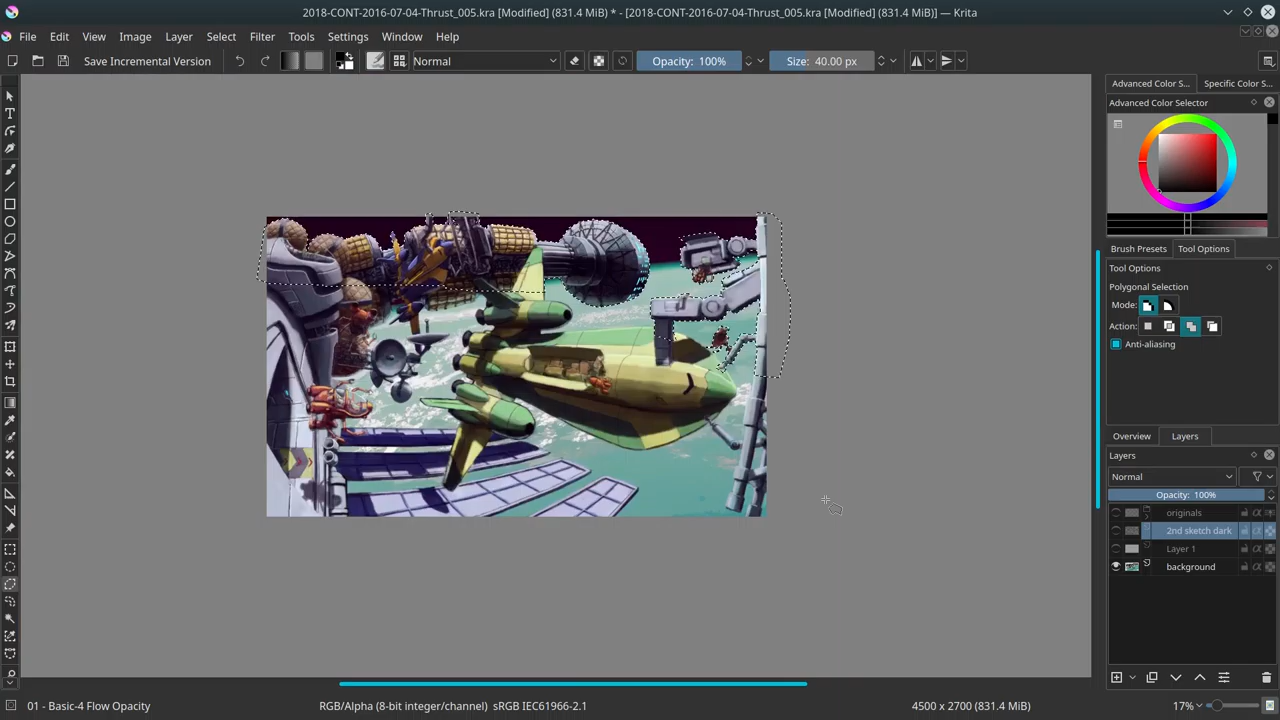 2018-CONT-2016-07-04-Thrust_005.kra [Modified] (831.4 MiB) * - [2018-CONT-2016-07-04-Thrust_005.kra [Modified] (831.4 MiB)] — Krita
File Edit View Image Layer Select Filter Tools Settings Window Help
Save Incremental Version Normal Opacity: 100% Size: 40.00 px
Advanced Color S... Specific Color S...
Advanced Color Selector
Brush Presets Tool Options
Tool Options
Polygonal Selection
Mode:
Action:
Anti-aliasing
Overview Layers
Layers
Normal
Opacity: 100%
originals
2nd sketch dark
Layer 1
background
01 - Basic-4 Flow Opacity RGB/Alpha (8-bit integer/channel) sRGB IEC61966-2.1 4500 x 2700 (831.4 MiB) 17%